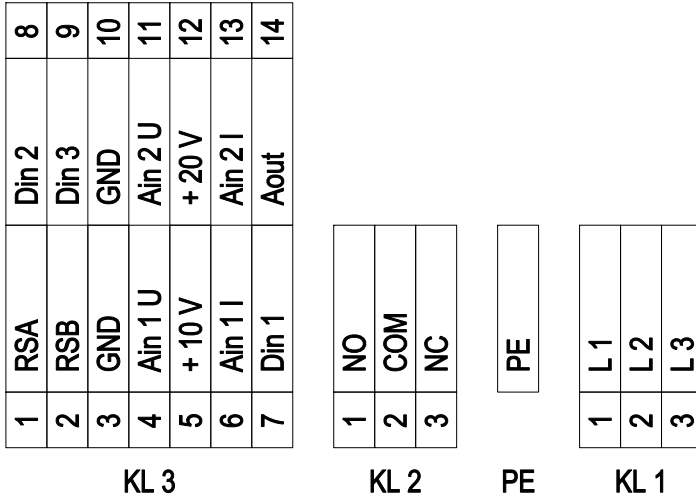 8 9 10 11 12 13 14
Din 2
Din 3
GND
Ain 2 U
+ 20 V
Ain 2 I
Aout
RSA
RSB
GND
Ain 1 U
+ 10 V
Ain 1 I
Din 1
NO
COM
NC
PE
L 1
L 2
L 3
1 2 3 4 5 6 7 1 2 3 1 2 3
KL 3 KL 2 PE KL 1